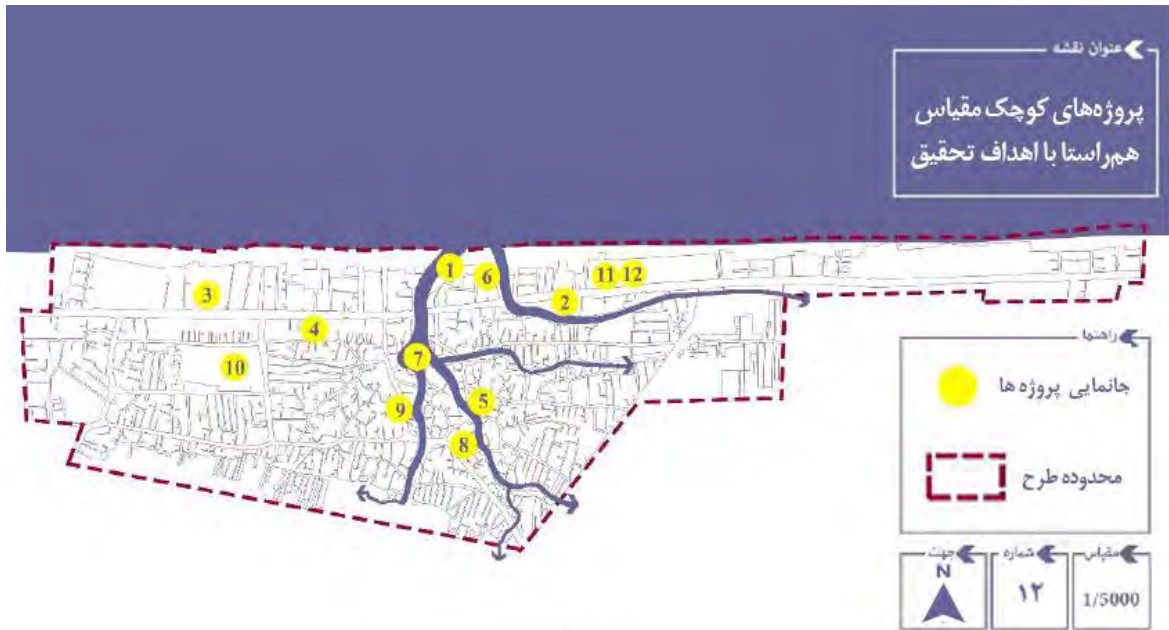 عنوان نقشه
پروژه‌های کوچک مقیاس
هم‌راستا با اهداف تحقیق
1
6
11 12
3
2
4
7
10
5
9
8
راهنما
جانمایی پروژه ها
محدوده طرح
مقیاس
1/5000
شماره
۱۲
جهت
N